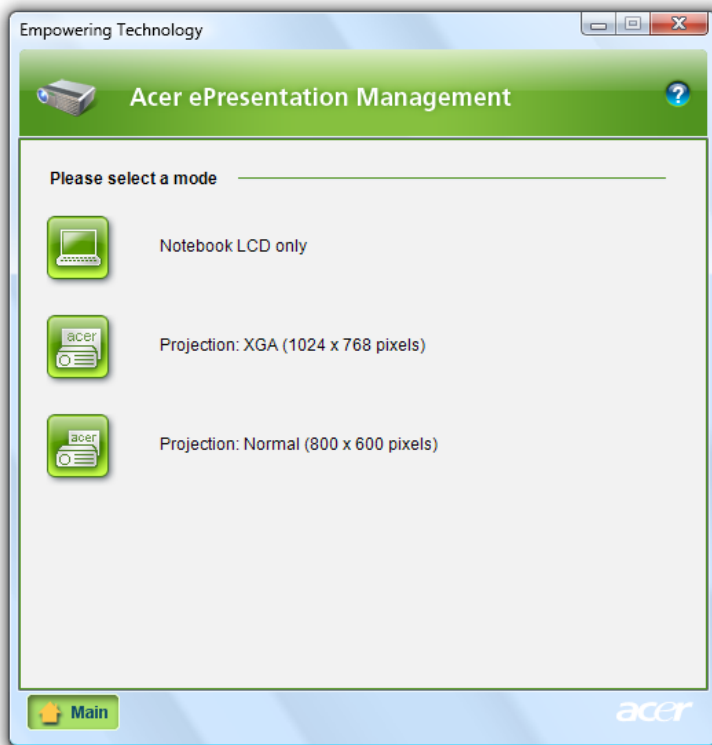 Empowering Technology
Acer ePresentation Management
?
Please select a mode
Notebook LCD only
acer
Projection: XGA (1024 x 768 pixels)
acer
Projection: Normal (800 x 600 pixels)
Main
acer